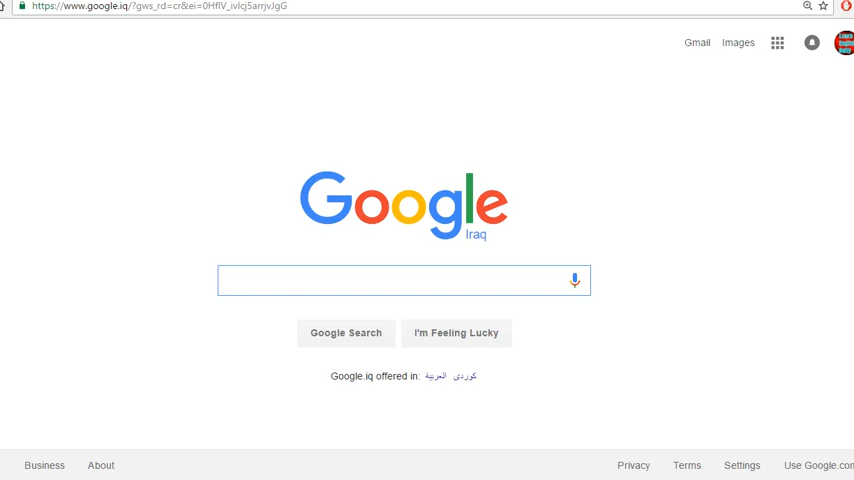 https://www.google.iq/?gws_rd=cr&ei=0HflV_ivIcj5arrjvJgG
Gmail Images
Google
Iraq
Google Search I'm Feeling Lucky
Google.iq offered in: العربية كوردی
Business About Privacy Terms Settings Use Google.com